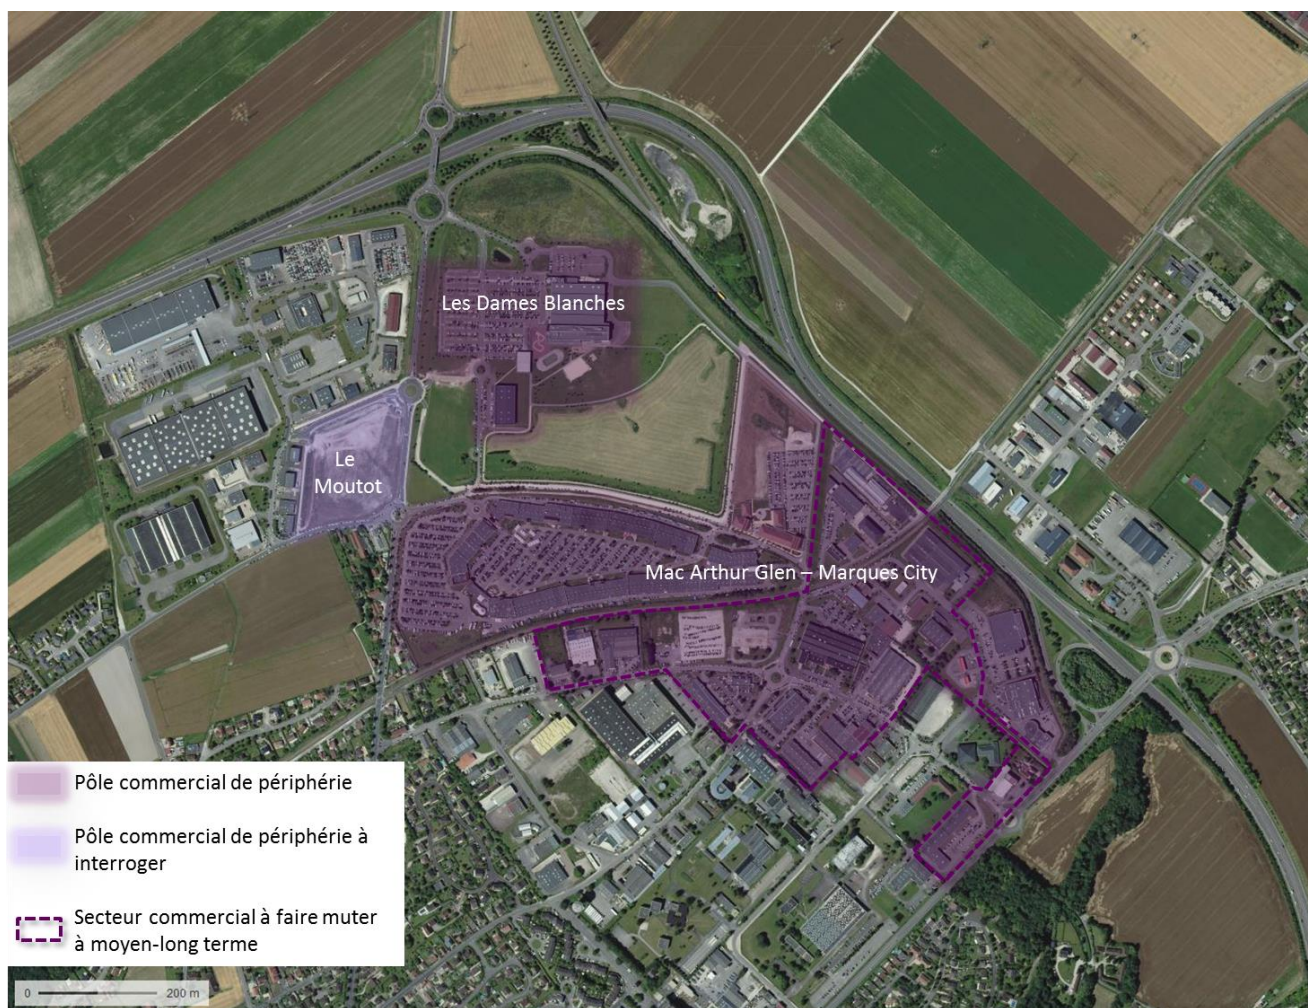 Les Dames Blanches
Le
Moutot
Mac Arthur Glen – Marques City
Pôle commercial de périphérie
Pôle commercial de périphérie à
interroger
Secteur commercial à faire muter
à moyen-long terme
0 200 m